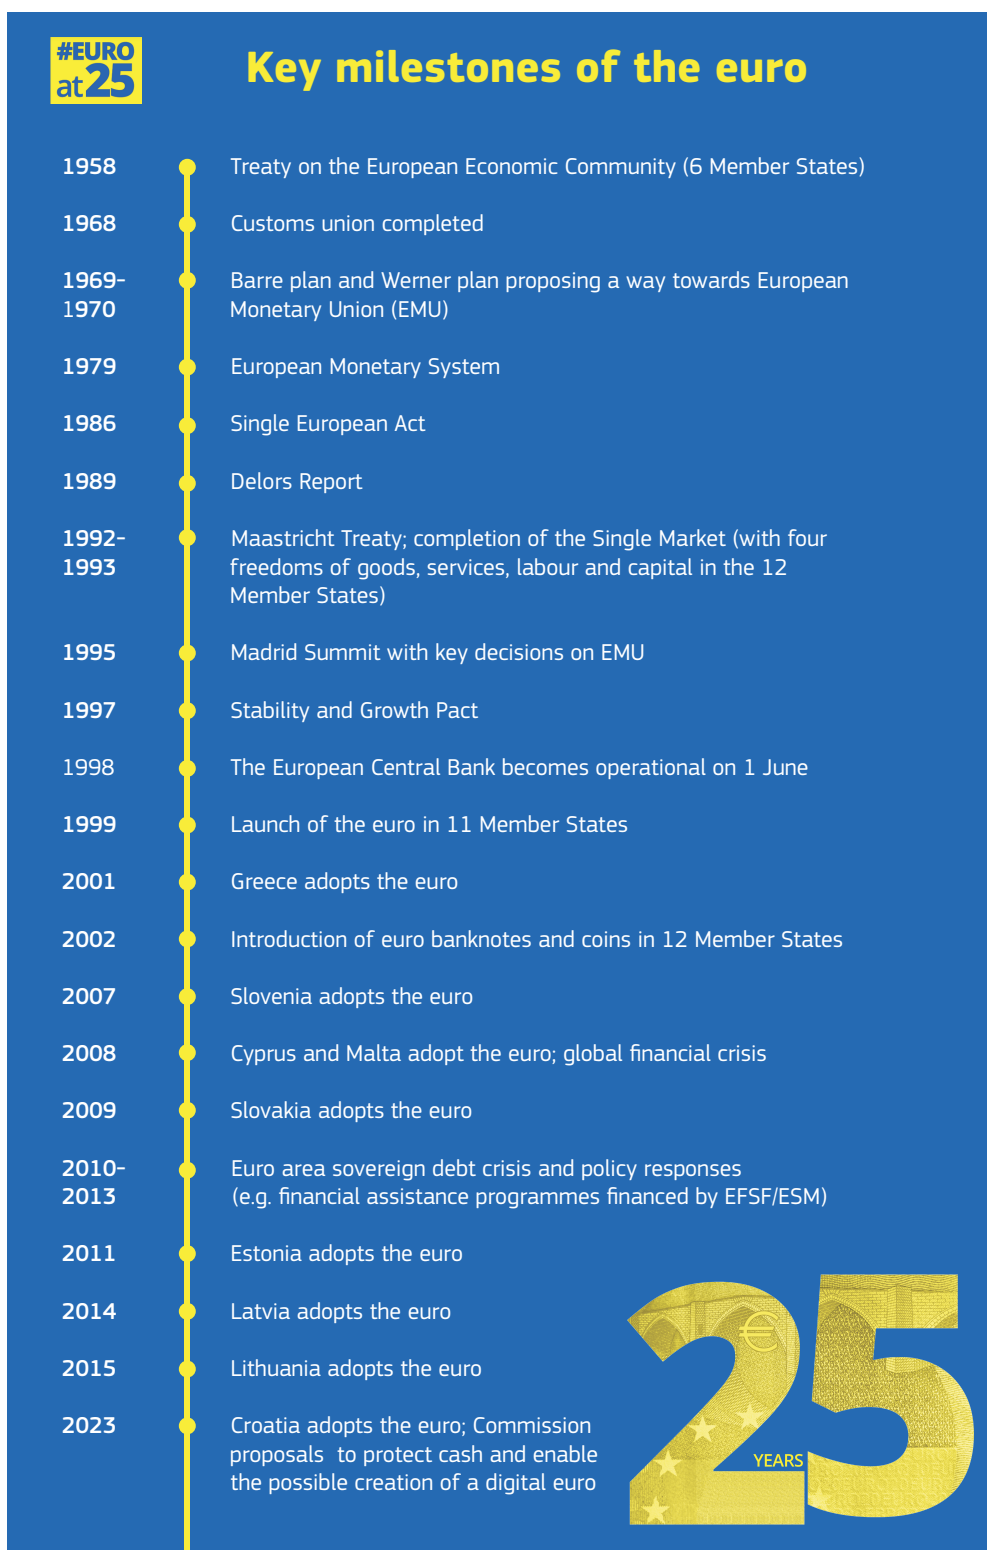 #EURO
at 25
Key milestones of the euro
1958 Treaty on the European Economic Community (6 Member States)
1968 Customs union completed
1969- Barre plan and Werner plan proposing a way towards European
1970 Monetary Union (EMU)
1979 European Monetary System
1986 Single European Act
1989 Delors Report
1992- Maastricht Treaty; completion of the Single Market (with four
1993 freedoms of goods, services, labour and capital in the 12
Member States)
1995 Madrid Summit with key decisions on EMU
1997 Stability and Growth Pact
1998 The European Central Bank becomes operational on 1 June
1999 Launch of the euro in 11 Member States
2001 Greece adopts the euro
2002 Introduction of euro banknotes and coins in 12 Member States
2007 Slovenia adopts the euro
2008 Cyprus and Malta adopt the euro; global financial crisis
2009 Slovakia adopts the euro
2010- Euro area sovereign debt crisis and policy responses
2013 (e.g. financial assistance programmes financed by EFSF/ESM)
2011 Estonia adopts the euro
2014 Latvia adopts the euro
2015 Lithuania adopts the euro
2023 Croatia adopts the euro; Commission
proposals to protect cash and enable
the possible creation of a digital euro
€
25
YEARS